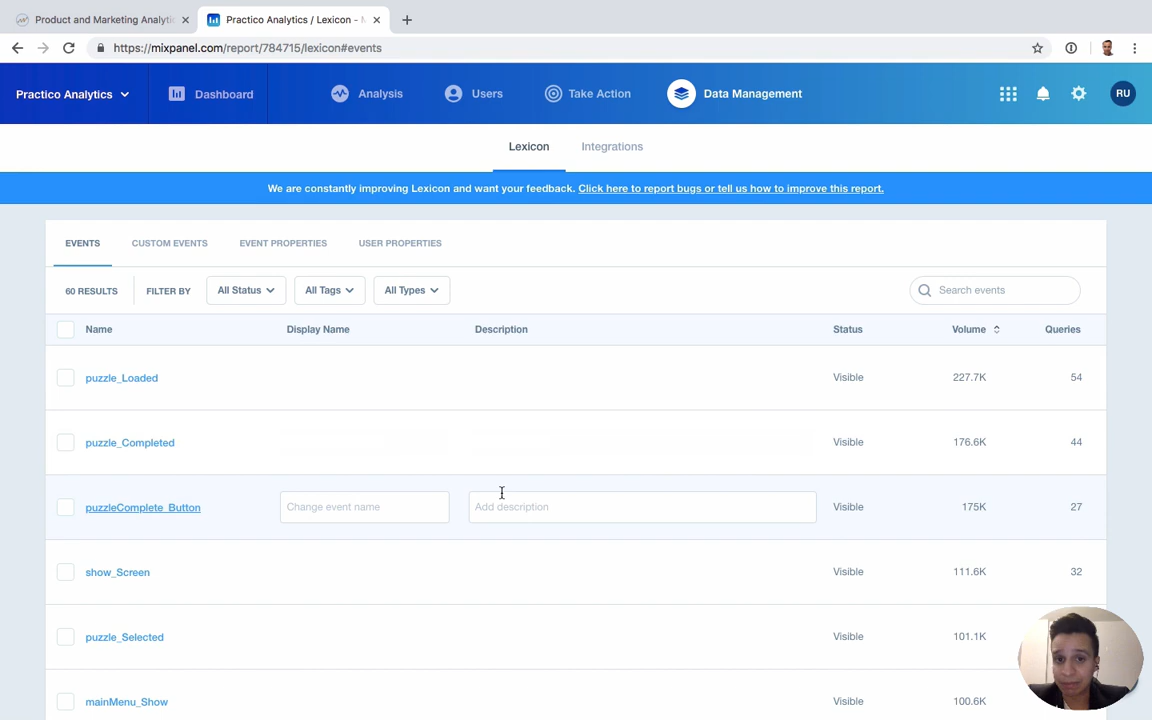 Product and Marketing Analytic
Practico Analytics / Lexicon - M
https://mixpanel.com/report/784715/lexicon#events
Practico Analytics
Dashboard
Analysis
Users
Take Action
Data Management
RU
Lexicon
Integrations
We are constantly improving Lexicon and want your feedback. Click here to report bugs or tell us how to improve this report.
EVENTS
CUSTOM EVENTS
EVENT PROPERTIES
USER PROPERTIES
60 RESULTS
FILTER BY
All Status
All Tags
All Types
Search events
Name
Display Name
Description
Status
Volume
Queries
puzzle_Loaded
Visible
227.7K
54
puzzle_Completed
Visible
176.6K
44
puzzleComplete_Button
Change event name
Add description
Visible
175K
27
show_Screen
Visible
111.6K
32
puzzle_Selected
Visible
101.1K
mainMenu_Show
Visible
100.6K